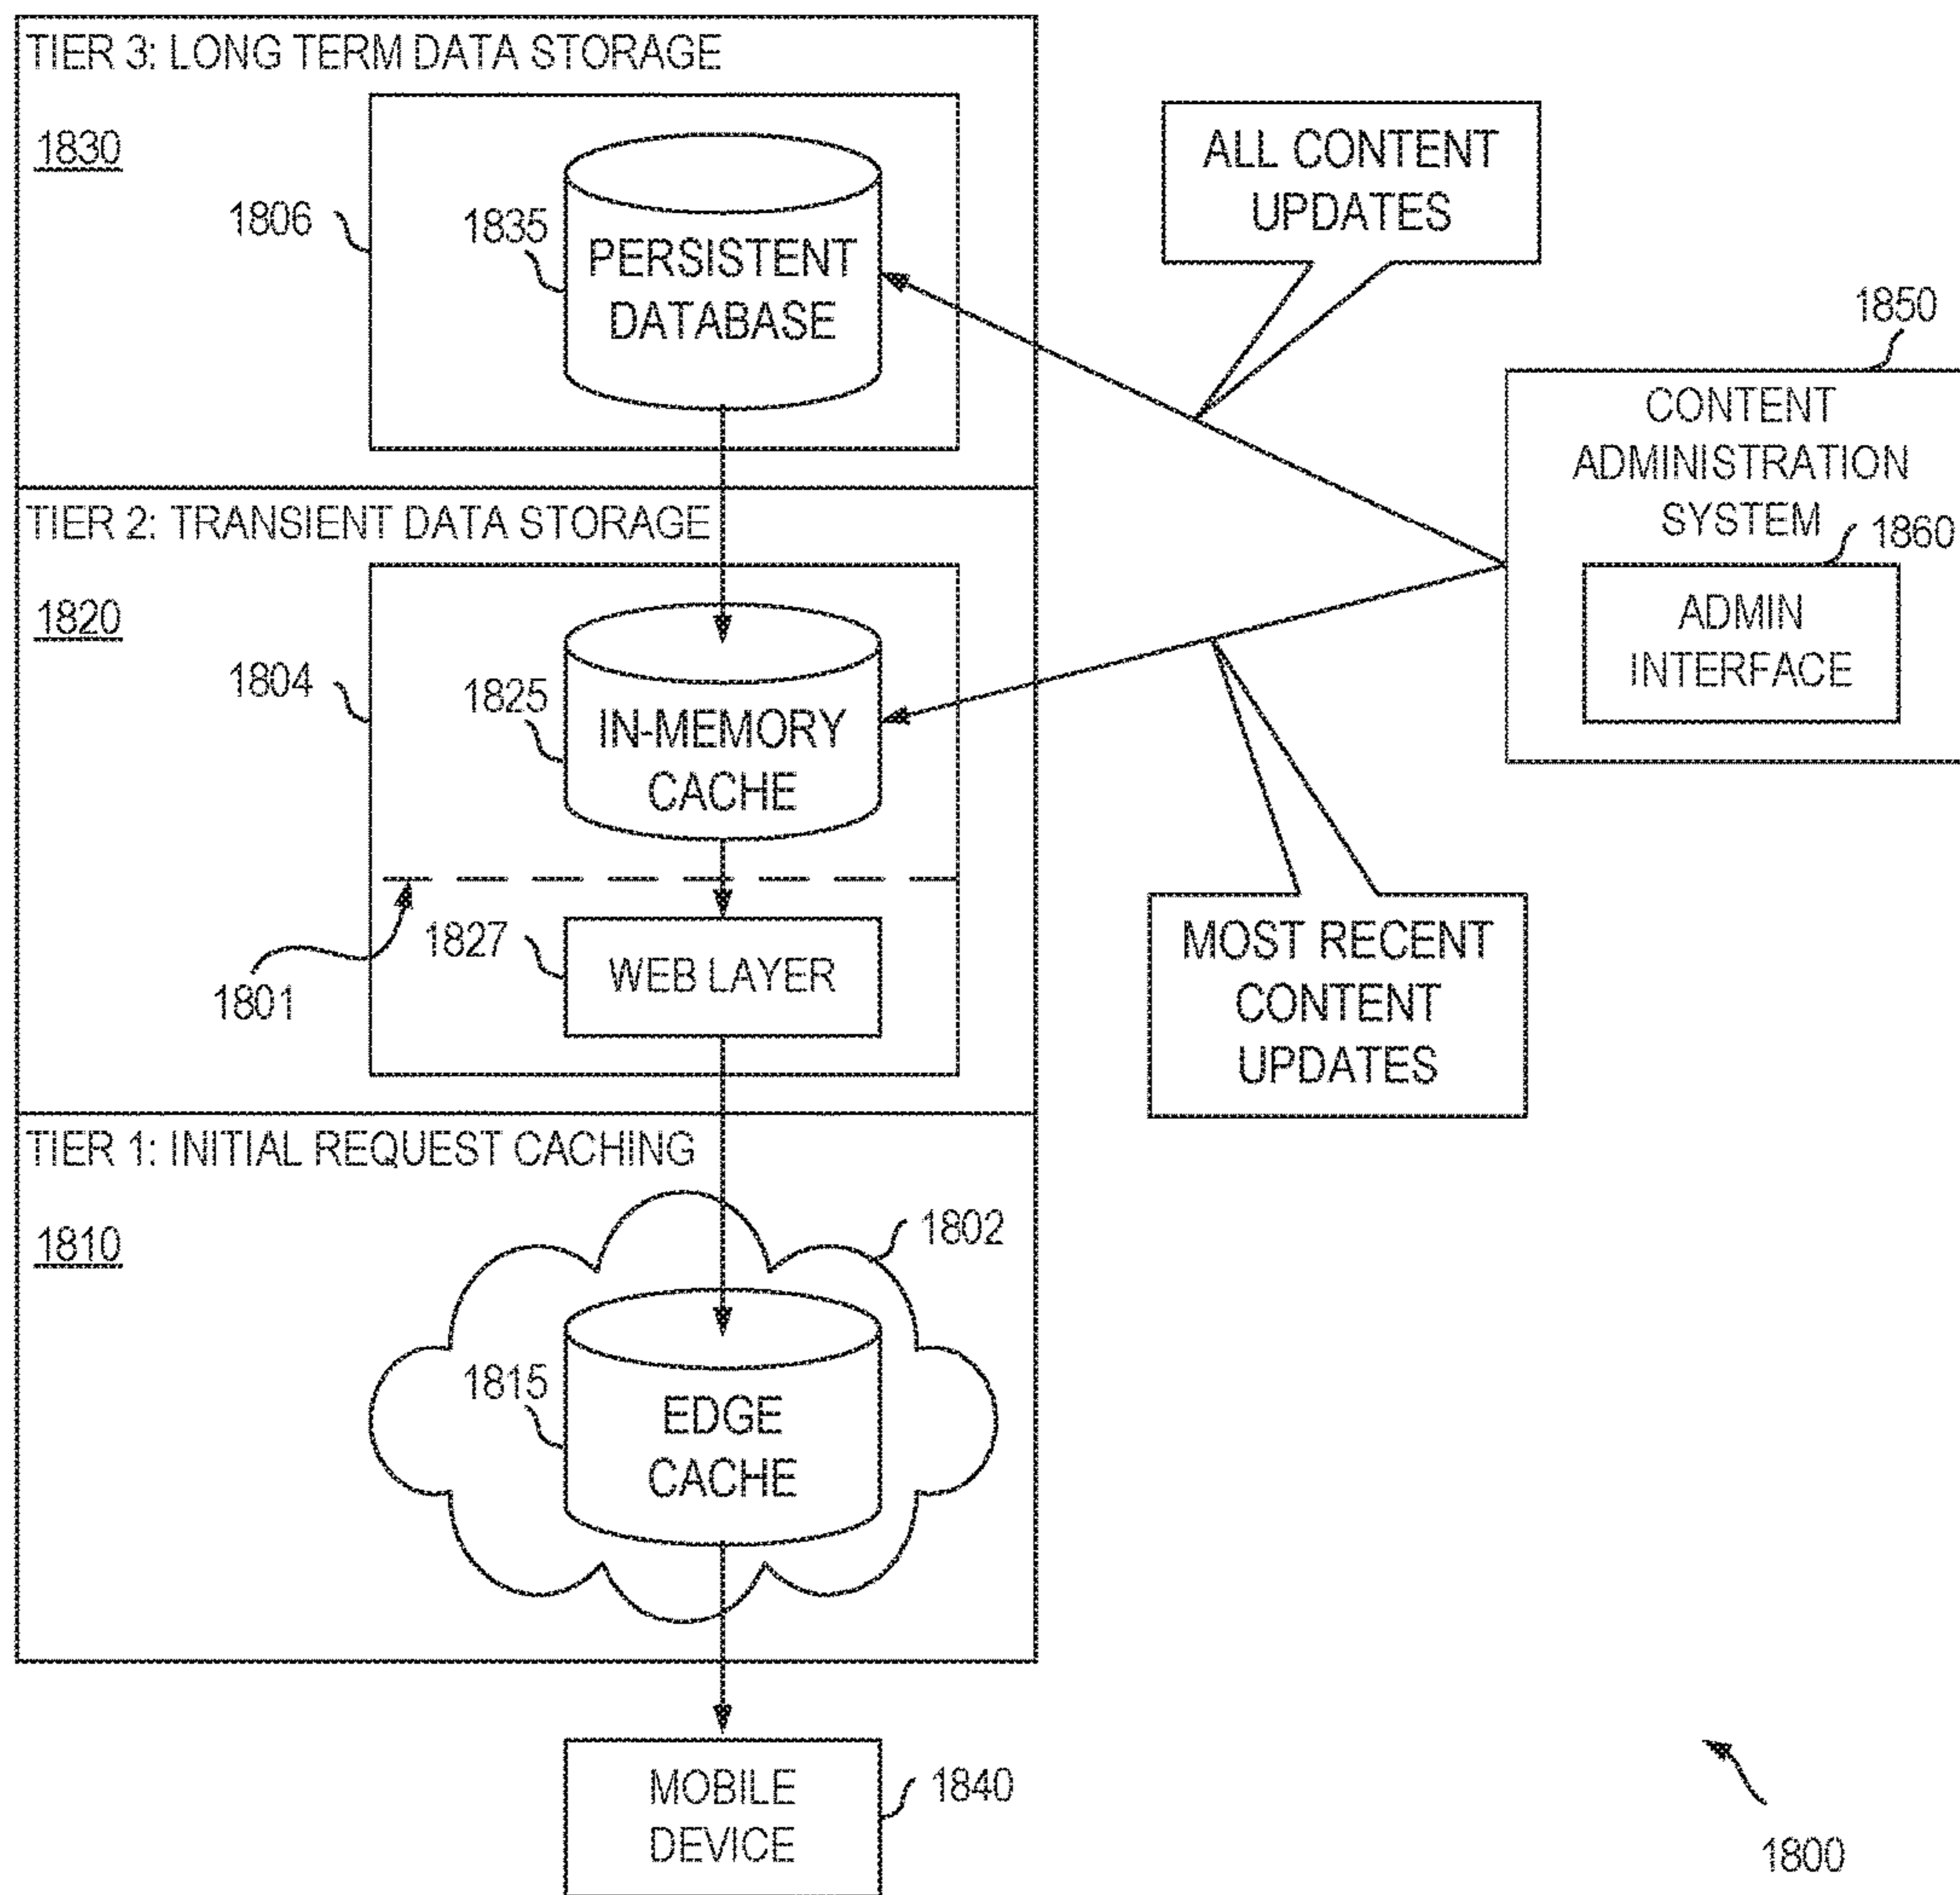 TIER 3: LONG TERM DATA STORAGE
1830
1806
1835
PERSISTENT
DATABASE
ALL CONTENT
UPDATES
1850
CONTENT
ADMINISTRATION
SYSTEM
1860
ADMIN
INTERFACE
TIER 2: TRANSIENT DATA STORAGE
1820
1804
1825
IN-MEMORY
CACHE
1827
WEB LAYER
1801
MOST RECENT
CONTENT
UPDATES
TIER 1: INITIAL REQUEST CACHING
1810
1802
1815
EDGE
CACHE
MOBILE
DEVICE
1840
1800